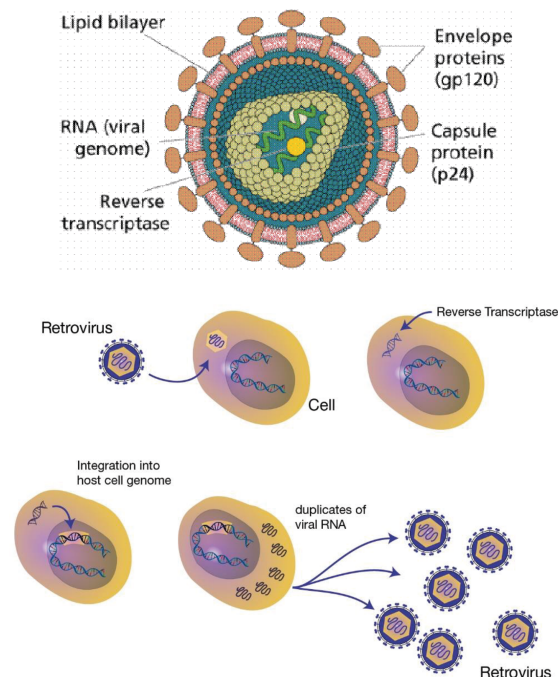 Lipid bilayer
Envelope
proteins
(gp120)
RNA (viral
genome)
Capsule
protein
(p24)
Reverse
transcriptase
Reverse Transcriptase
Retrovirus
Cell
Integration into
host cell genome
duplicates of
viral RNA
Retrovirus